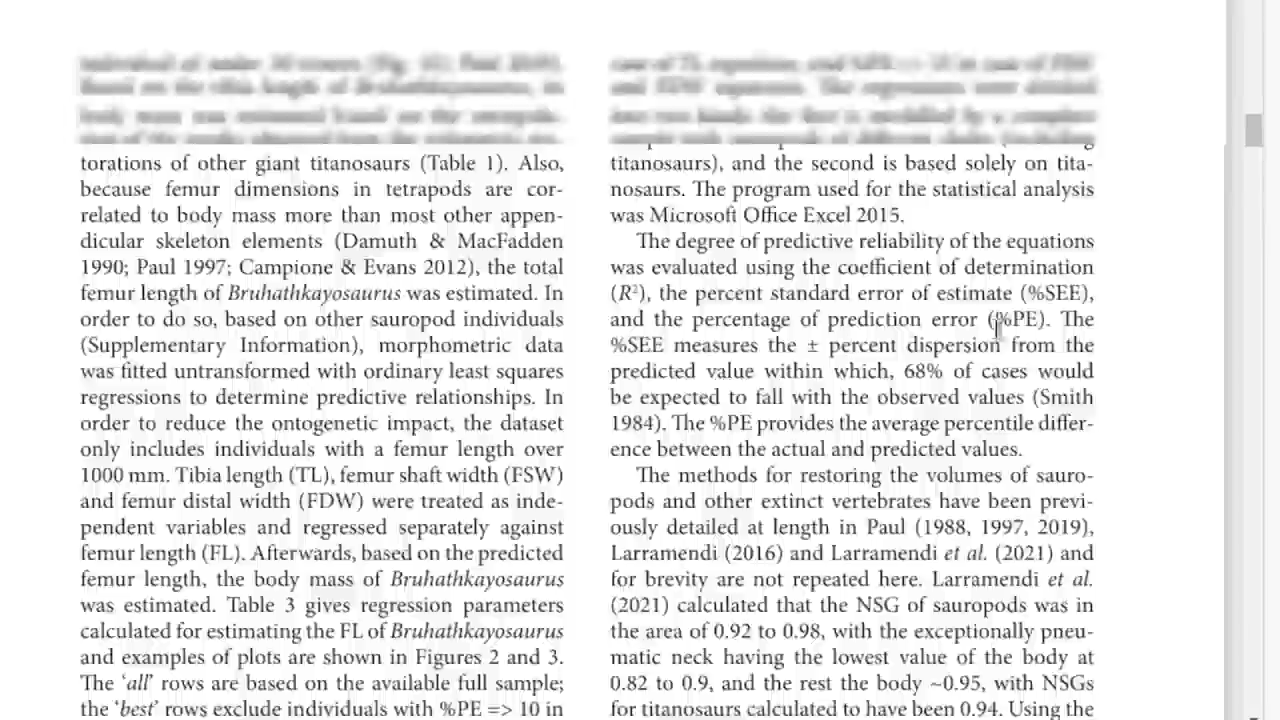 torations of other giant titanosaurs (Table 1). Also,
because femur dimensions in tetrapods are cor-
related to body mass more than most other appen-
dicular skeleton elements (Damuth & MacFadden
1990; Paul 1997; Campione & Evans 2012), the total
femur length of Bruhathkayosaurus was estimated. In
order to do so, based on other sauropod individuals
(Supplementary Information), morphometric data
was fitted untransformed with ordinary least squares
regressions to determine predictive relationships. In
order to reduce the ontogenetic impact, the dataset
only includes individuals with a femur length over
1000 mm. Tibia length (TL), femur shaft width (FSW)
and femur distal width (FDW) were treated as inde-
pendent variables and regressed separately against
femur length (FL). Afterwards, based on the predicted
femur length, the body mass of Bruhathkayosaurus
was estimated. Table 3 gives regression parameters
calculated for estimating the FL of Bruhathkayosaurus
and examples of plots are shown in Figures 2 and 3.
The ‘all’ rows are based on the available full sample;
the ‘best’ rows exclude individuals with %PE => 10 in
titanosaurs), and the second is based solely on tita-
nosaurs. The program used for the statistical analysis
was Microsoft Office Excel 2015.
The degree of predictive reliability of the equations
was evaluated using the coefficient of determination
(R²), the percent standard error of estimate (%SEE),
and the percentage of prediction error (%PE). The
%SEE measures the ± percent dispersion from the
predicted value within which, 68% of cases would
be expected to fall with the observed values (Smith
1984). The %PE provides the average percentile differ-
ence between the actual and predicted values.
The methods for restoring the volumes of sauro-
pods and other extinct vertebrates have been previ-
ously detailed at length in Paul (1988, 1997, 2019),
Larramendi (2016) and Larramendi et al. (2021) and
for brevity are not repeated here. Larramendi et al.
(2021) calculated that the NSG of sauropods was in
the area of 0.92 to 0.98, with the exceptionally pneu-
matic neck having the lowest value of the body at
0.82 to 0.9, and the rest the body ~0.95, with NSGs
for titanosaurs calculated to have been 0.94. Using the